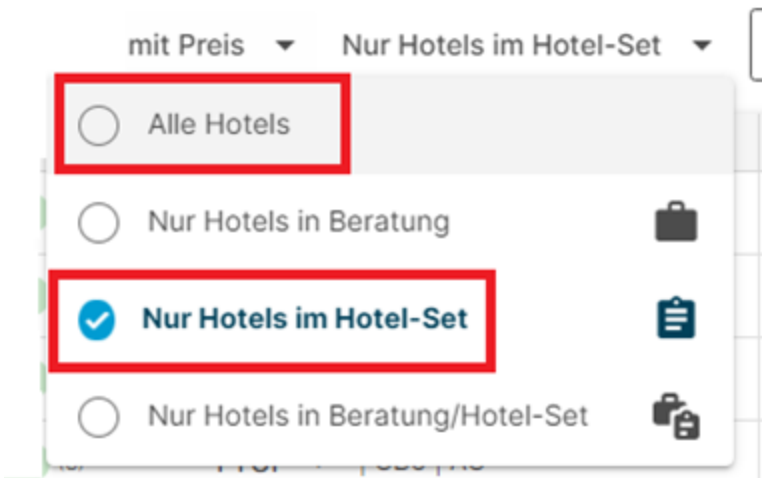 mit Preis Nur Hotels im Hotel-Set
Alle Hotels
Nur Hotels in Beratung
Nur Hotels im Hotel-Set
Nur Hotels in Beratung/Hotel-Set